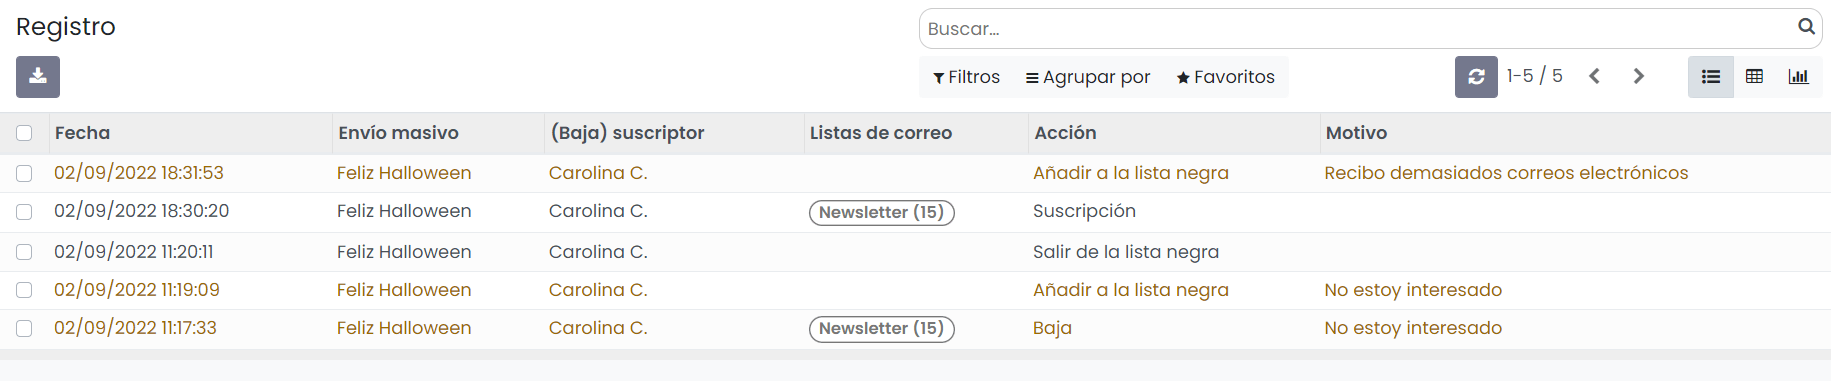 Registro
Buscar...
Filtros Agrupar por Favoritos 1-5 / 5
Fecha Envío masivo (Baja) suscriptor Listas de correo Acción Motivo
02/09/2022 18:31:53 Feliz Halloween Carolina C. Añadir a la lista negra Recibo demasiados correos electrónicos
02/09/2022 18:30:20 Feliz Halloween Carolina C. Newsletter (15) Suscripción
02/09/2022 11:20:11 Feliz Halloween Carolina C. Salir de la lista negra
02/09/2022 11:19:09 Feliz Halloween Carolina C. Añadir a la lista negra No estoy interesado
02/09/2022 11:17:33 Feliz Halloween Carolina C. Newsletter (15) Baja No estoy interesado